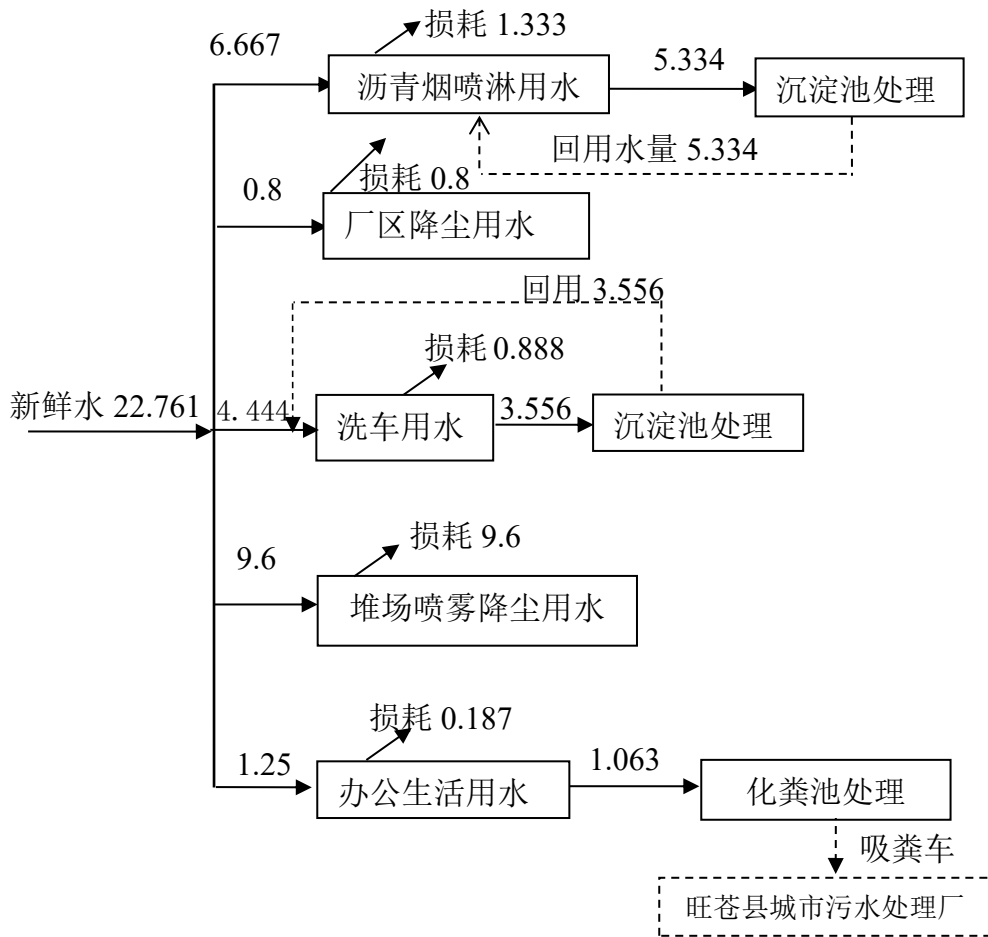 损耗 1.333
6.667
5.334
沥青烟喷淋用水
沉淀池处理
回用水量 5.334
损耗 0.8
0.8
厂区降尘用水
回用 3.556
损耗 0.888
新鲜水 22.761
4. 444
洗车用水
3.556
沉淀池处理
损耗 9.6
9.6
堆场喷雾降尘用水
损耗 0.187
1.25
办公生活用水
1.063
化粪池处理
吸粪车
旺苍县城市污水处理厂